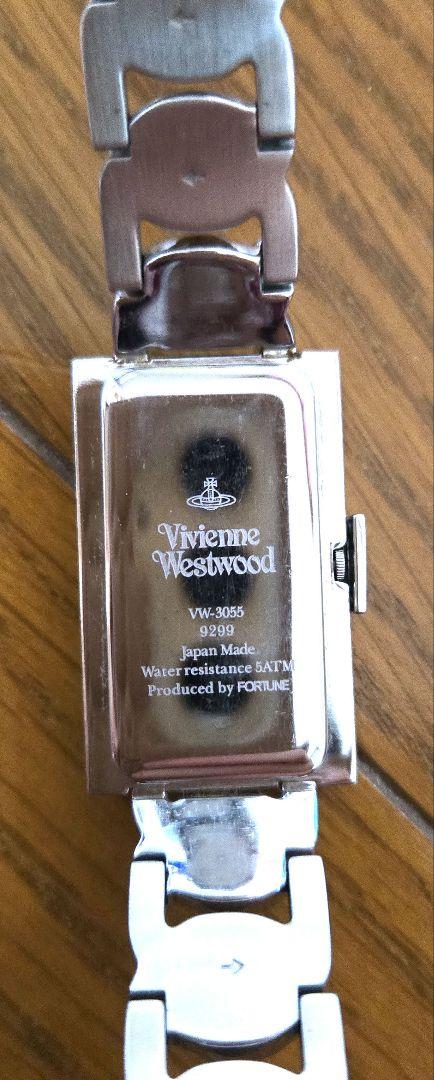 Vivienne
Westwood
VW-3055
9299
Japan Made
Water resistance 5ATM
Produced by FORTUNE